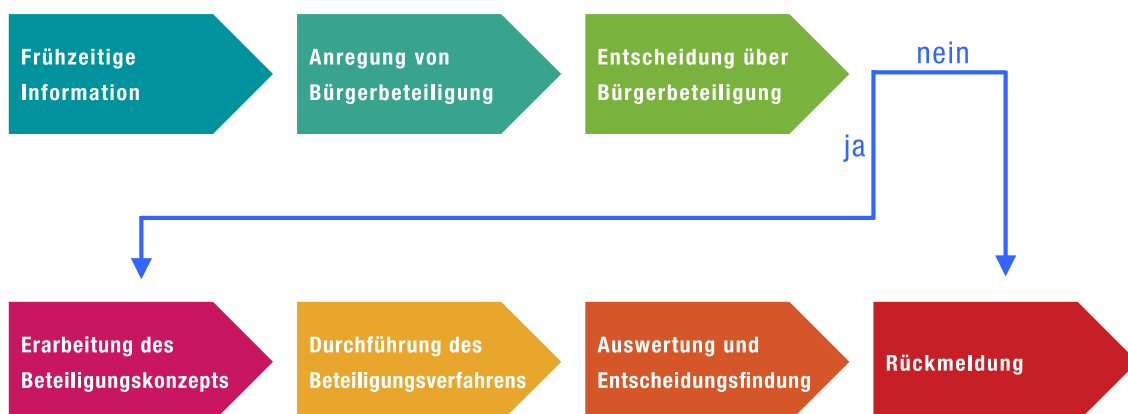 Frühzeitige
Information
Anregung von
Bürgerbeteiligung
Entscheidung über
Bürgerbeteiligung
nein
ja
Erarbeitung des
Beteiligungskonzepts
Durchführung des
Beteiligungsverfahrens
Auswertung und
Entscheidungsfindung
Rückmeldung